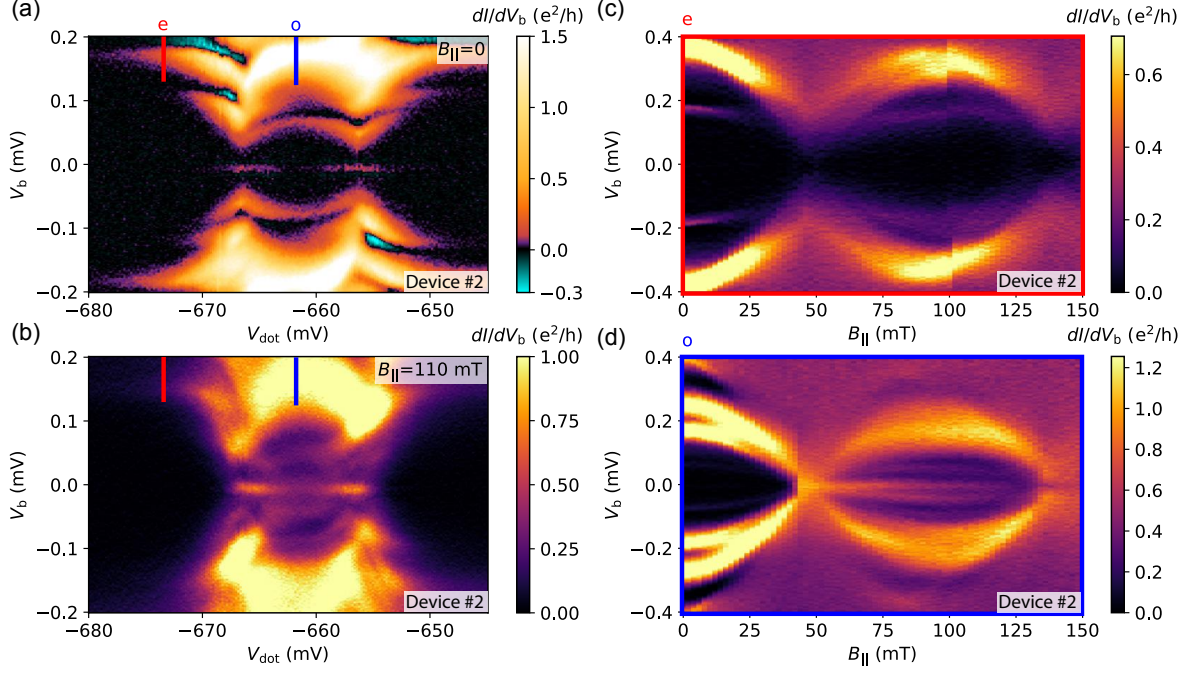 (a)
e
o
dI/dVb (e²/h)
0.2
0.1
0.0
−0.1
−0.2
Vb (mV)
B||=0
Device #2
−680
−670
−660
−650
Vdot (mV)
1.5
1.0
0.5
0.0
−0.3
(b)
dI/dVb (e²/h)
0.2
0.1
0.0
−0.1
−0.2
Vb (mV)
B||=110 mT
Device #2
−680
−670
−660
−650
Vdot (mV)
1.00
0.75
0.50
0.25
0.00
(c)
e
dI/dVb (e²/h)
0.4
0.2
0.0
−0.2
−0.4
Vb (mV)
Device #2
0
25
50
75
100
125
150
B|| (mT)
0.6
0.4
0.2
0.0
(d)
o
dI/dVb (e²/h)
0.4
0.2
0.0
−0.2
−0.4
Vb (mV)
Device #2
0
25
50
75
100
125
150
B|| (mT)
1.2
1.0
0.8
0.6
0.4
0.2
0.0